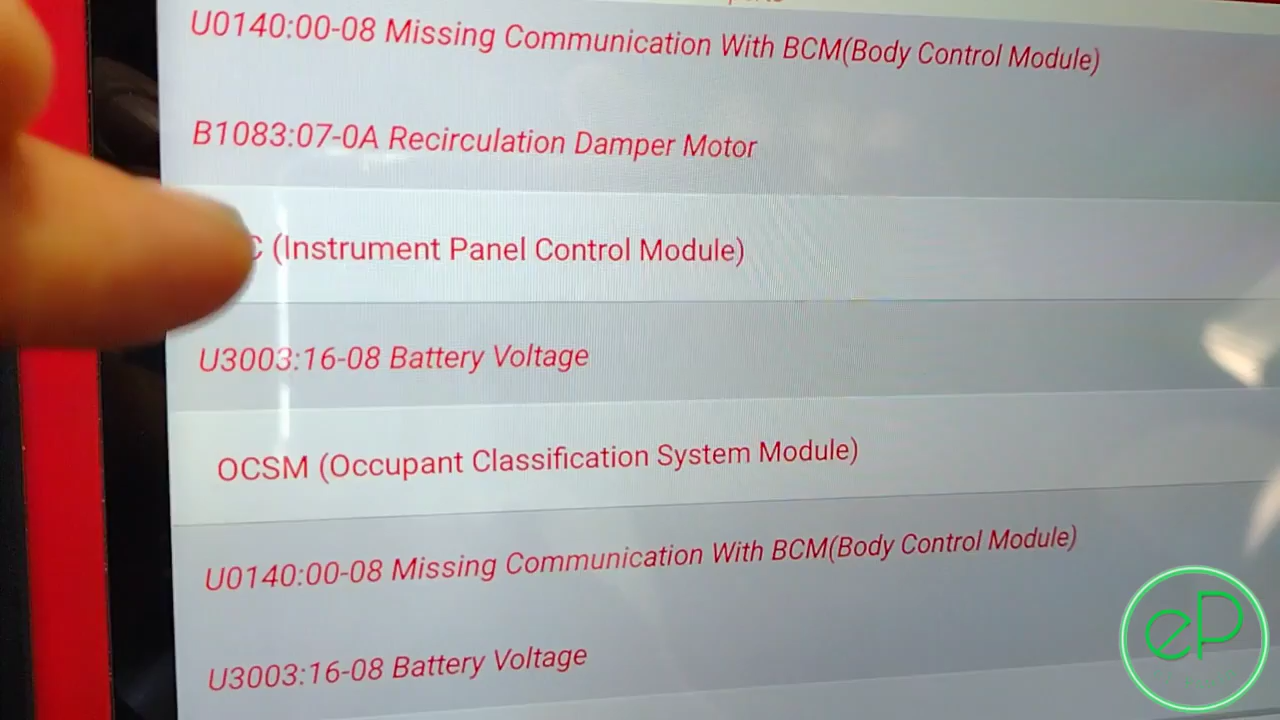 U0140:00-08 Missing Communication With BCM(Body Control Module)
B1083:07-0A Recirculation Damper Motor
C (Instrument Panel Control Module)
U3003:16-08 Battery Voltage
OCSM (Occupant Classification System Module)
U0140:00-08 Missing Communication With BCM(Body Control Module)
U3003:16-08 Battery Voltage
eP